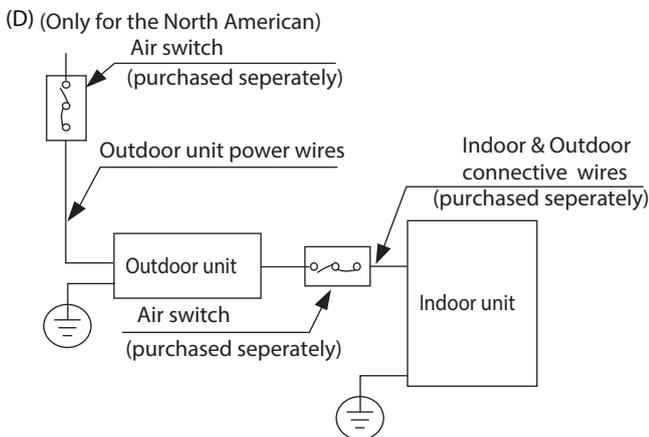 (D) (Only for the North American)
Air switch
(purchased seperately)
Outdoor unit power wires
Indoor & Outdoor
connective wires
(purchased seperately)
Outdoor unit
Indoor unit
Air switch
(purchased seperately)